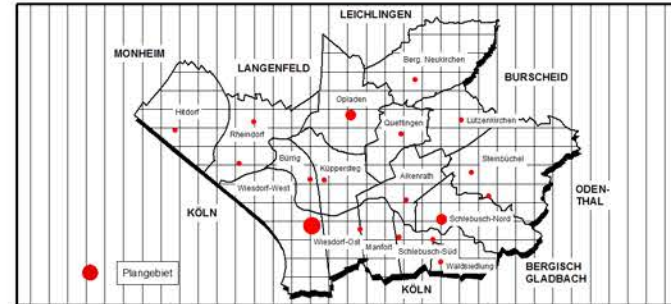 LEICHLINGEN
MONHEIM
LANGENFELD
Berg. Neukirchen
BURSCHEID
Hitdorf
Rheindorf
Opladen
Quettingen
Lützenkirchen
Bürrig
Küppersteg
Steinbüchel
Wiesdorf-West
Alkenrath
ODEN-
THAL
KÖLN
Schlebusch-Nord
Wiesdorf-Ost
Manfort
Schlebusch-Süd
Waldsiedlung
BERGISCH
GLADBACH
Plangebiet
KÖLN